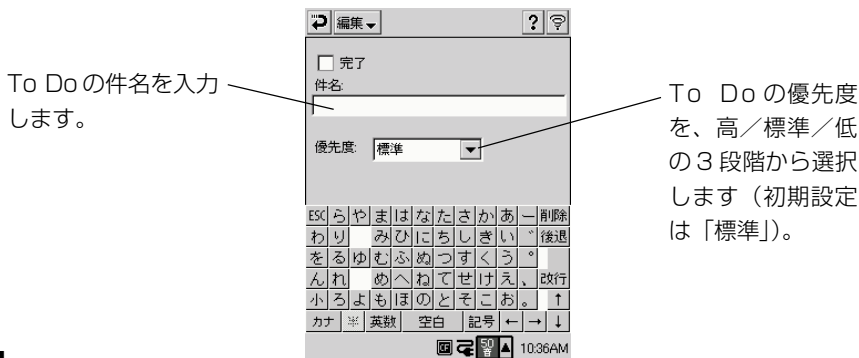 編集
?
完了
件名:
優先度:
標準
To Doの件名を入力
します。
To Doの優先度
を、高／標準／低
の3段階から選択
します（初期設定
は「標準」）。
ESC らやまはなたさかあー削除
わり みひにちしきい゛後退
をるゆむふぬつすくう゜
んれ めへねてせけえ、改行
小ろよもほのとそこお。↑
カナ ※ 英数 空白 記号 ← → ↓
CF 50音 ▲ 10:36AM